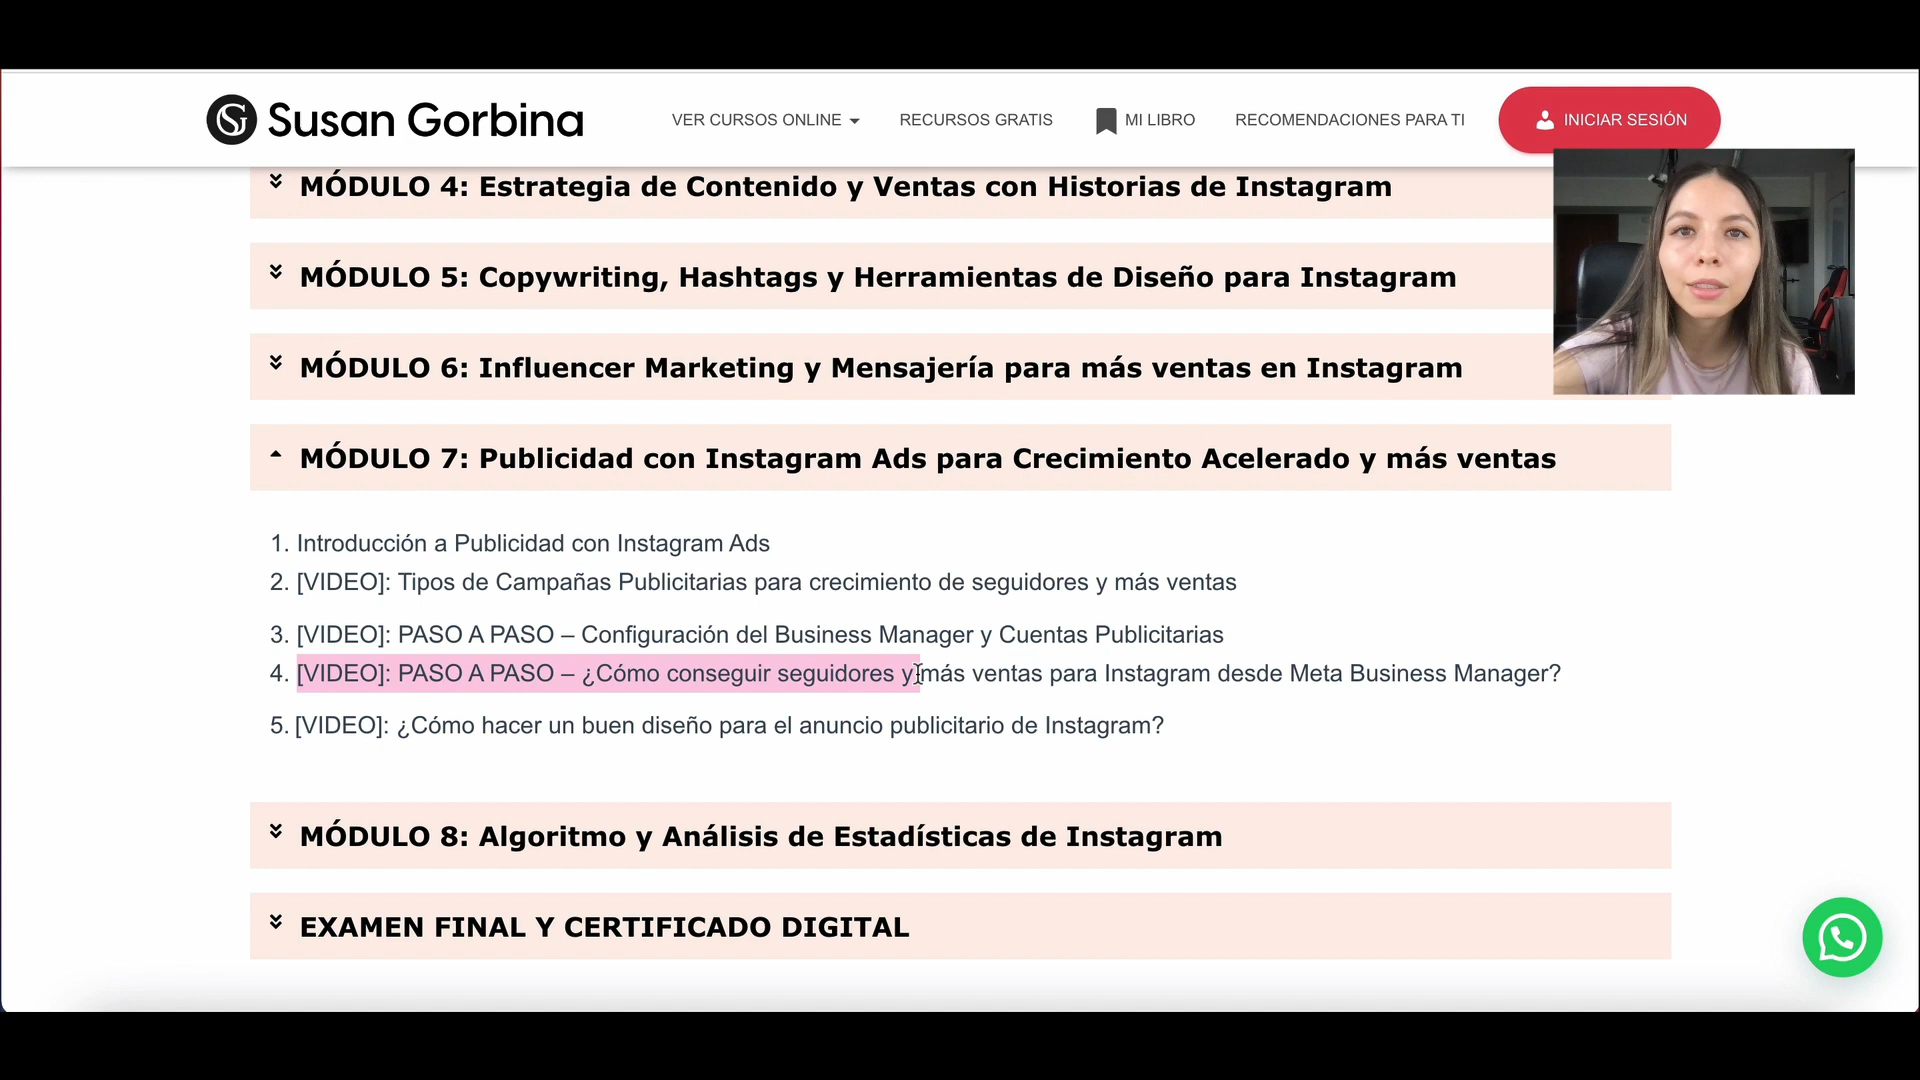 SG Susan Gorbina
VER CURSOS ONLINE
RECURSOS GRATIS
MI LIBRO
RECOMENDACIONES PARA TI
INICIAR SESIÓN
MÓDULO 4: Estrategia de Contenido y Ventas con Historias de Instagram
MÓDULO 5: Copywriting, Hashtags y Herramientas de Diseño para Instagram
MÓDULO 6: Influencer Marketing y Mensajería para más ventas en Instagram
MÓDULO 7: Publicidad con Instagram Ads para Crecimiento Acelerado y más ventas
1. Introducción a Publicidad con Instagram Ads
2. [VIDEO]: Tipos de Campañas Publicitarias para crecimiento de seguidores y más ventas
3. [VIDEO]: PASO A PASO – Configuración del Business Manager y Cuentas Publicitarias
4. [VIDEO]: PASO A PASO – ¿Cómo conseguir seguidores y más ventas para Instagram desde Meta Business Manager?
5. [VIDEO]: ¿Cómo hacer un buen diseño para el anuncio publicitario de Instagram?
MÓDULO 8: Algoritmo y Análisis de Estadísticas de Instagram
EXAMEN FINAL Y CERTIFICADO DIGITAL